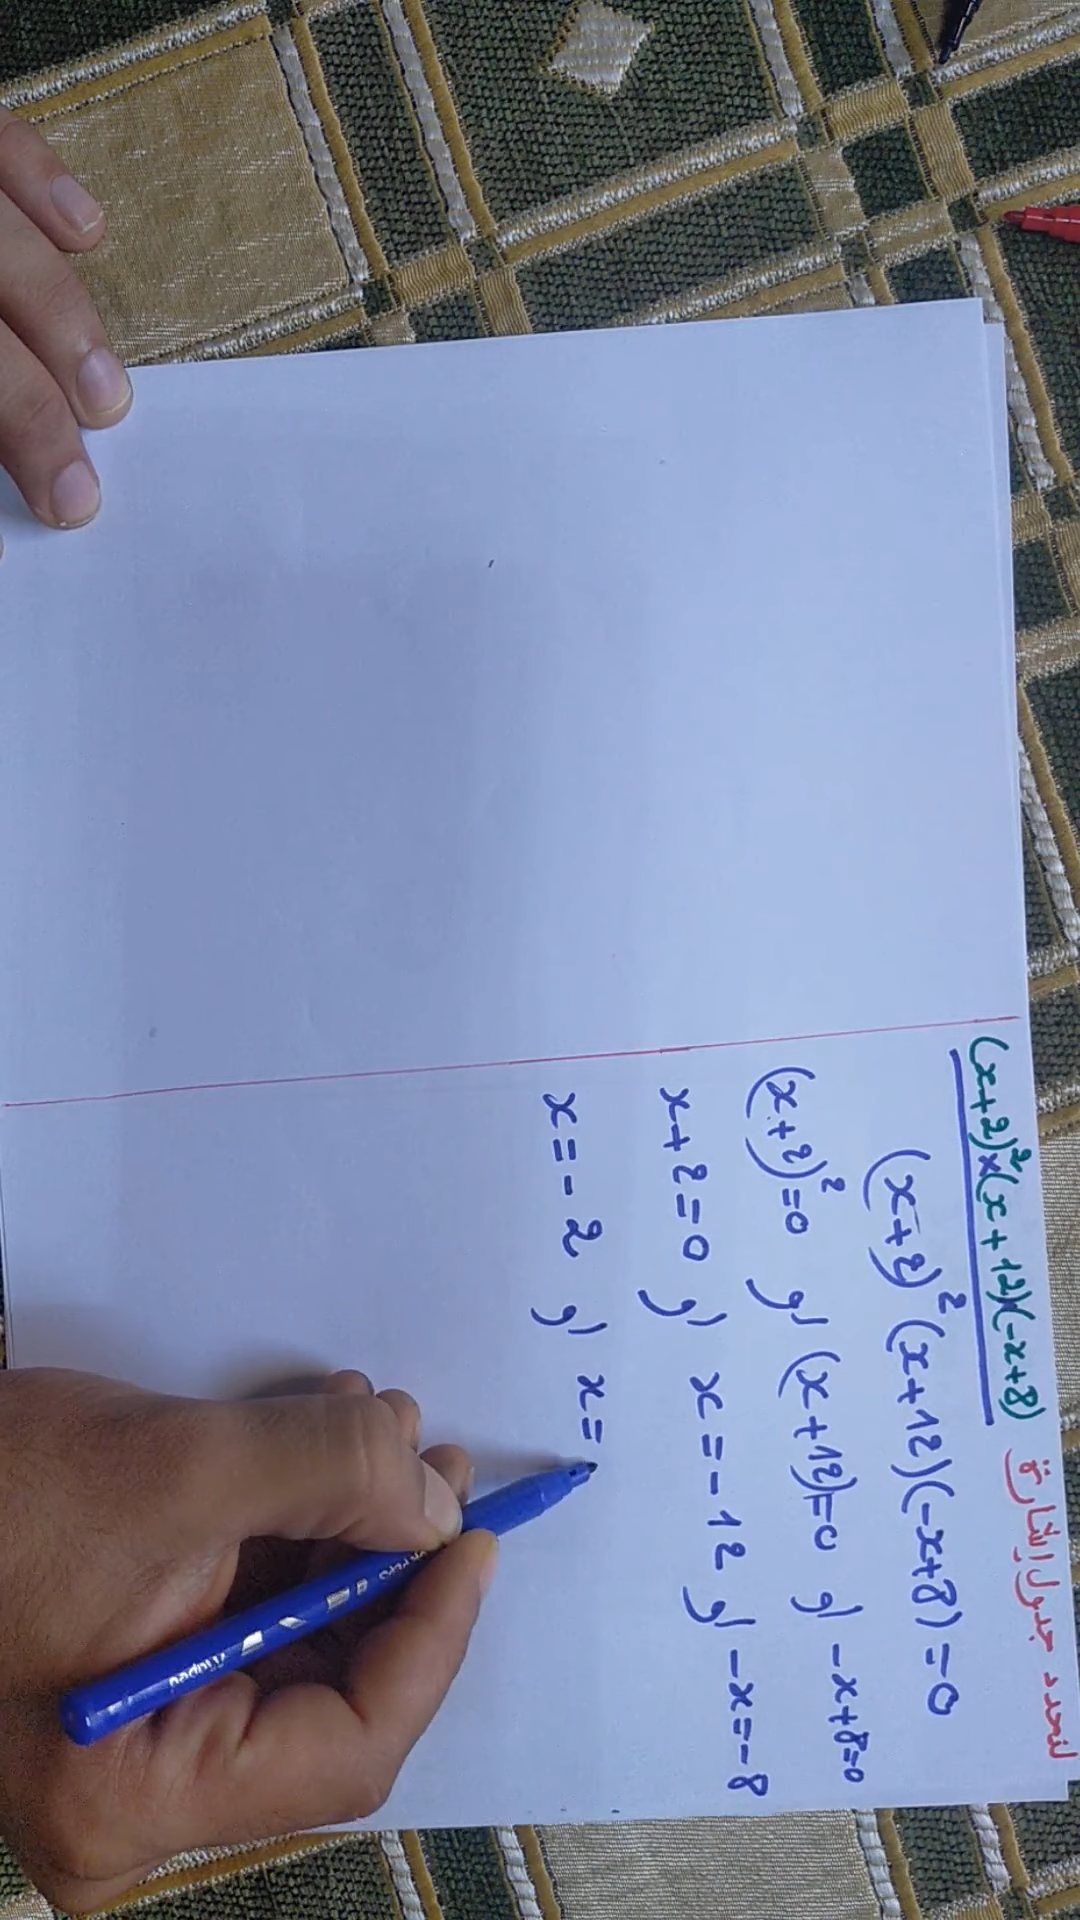 لنحدد جدول إشارة (x+2)²×(x+12)(-x+8)
(x+2)²(x+12)(-x+8)=0
(x+2)²=0 أو (x+12)=0 أو -x+8=0
x+2=0 أو x=-12 أو -x=-8
x=-2 أو x=